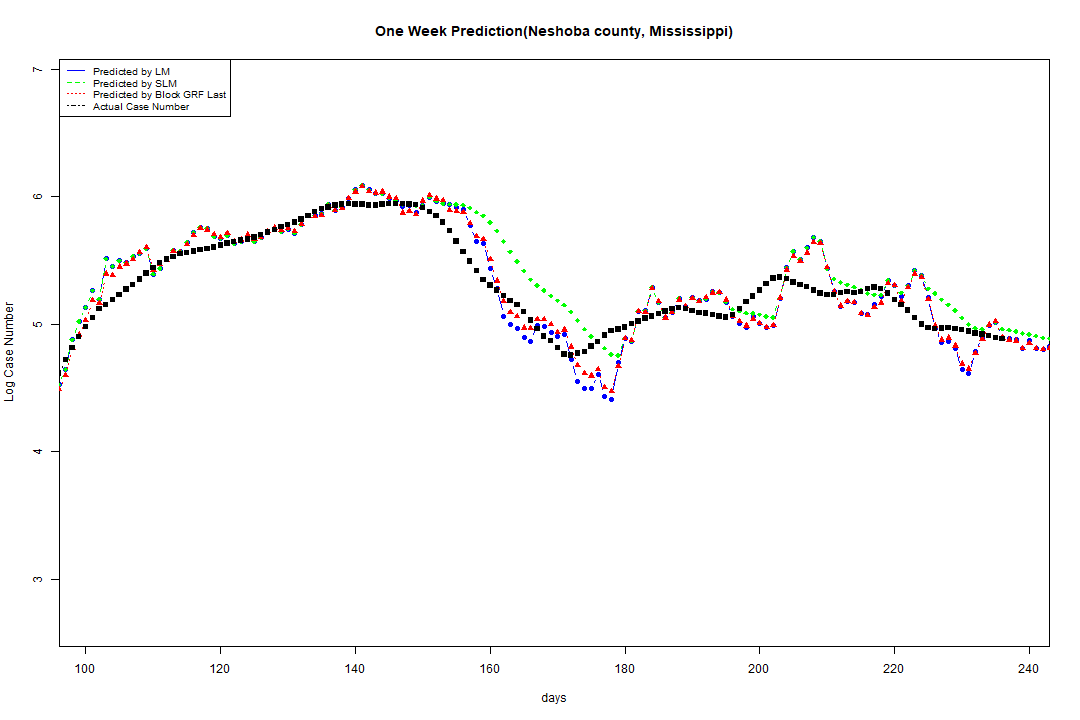 One Week Prediction(Neshoba county, Mississippi)
Predicted by LM
Predicted by SLM
Predicted by Block GRF Last
Actual Case Number
7
6
5
4
3
Log Case Number
100 120 140 160 180 200 220 240
days